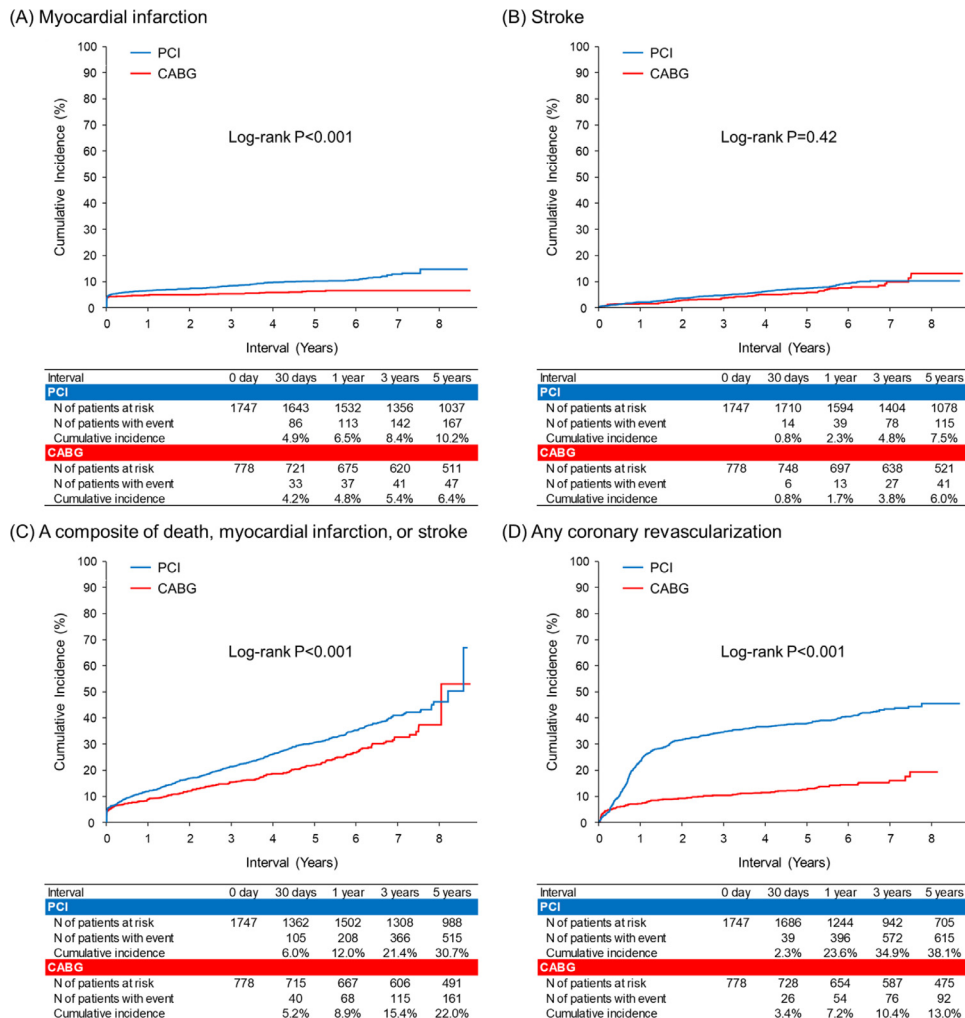 (A) Myocardial infarction
100
90
80
70
60
50
40
30
20
10
0
Cumulative Incidence (%)
PCI
CABG
Log-rank P<0.001
0 1 2 3 4 5 6 7 8
Interval (Years)
Interval 0 day 30 days 1 year 3 years 5 years
PCI
N of patients at risk 1747 1643 1532 1356 1037
N of patients with event 86 113 142 167
Cumulative incidence 4.9% 6.5% 8.4% 10.2%
CABG
N of patients at risk 778 721 675 620 511
N of patients with event 33 37 41 47
Cumulative incidence 4.2% 4.8% 5.4% 6.4%
(B) Stroke
100
90
80
70
60
50
40
30
20
10
0
Cumulative Incidence (%)
PCI
CABG
Log-rank P=0.42
0 1 2 3 4 5 6 7 8
Interval (Years)
Interval 0 day 30 days 1 year 3 years 5 years
PCI
N of patients at risk 1747 1710 1594 1404 1078
N of patients with event 14 39 78 115
Cumulative incidence 0.8% 2.3% 4.8% 7.5%
CABG
N of patients at risk 778 748 697 638 521
N of patients with event 6 13 27 41
Cumulative incidence 0.8% 1.7% 3.8% 6.0%
(C) A composite of death, myocardial infarction, or stroke
100
90
80
70
60
50
40
30
20
10
0
Cumulative Incidence (%)
PCI
CABG
Log-rank P<0.001
0 1 2 3 4 5 6 7 8
Interval (Years)
Interval 0 day 30 days 1 year 3 years 5 years
PCI
N of patients at risk 1747 1362 1502 1308 988
N of patients with event 105 208 366 515
Cumulative incidence 6.0% 12.0% 21.4% 30.7%
CABG
N of patients at risk 778 715 667 606 491
N of patients with event 40 68 115 161
Cumulative incidence 5.2% 8.9% 15.4% 22.0%
(D) Any coronary revascularization
100
90
80
70
60
50
40
30
20
10
0
Cumulative Incidence (%)
PCI
CABG
Log-rank P<0.001
0 1 2 3 4 5 6 7 8
Interval (Years)
Interval 0 day 30 days 1 year 3 years 5 years
PCI
N of patients at risk 1747 1686 1244 942 705
N of patients with event 39 396 572 615
Cumulative incidence 2.3% 23.6% 34.9% 38.1%
CABG
N of patients at risk 778 728 654 587 475
N of patients with event 26 54 76 92
Cumulative incidence 3.4% 7.2% 10.4% 13.0%